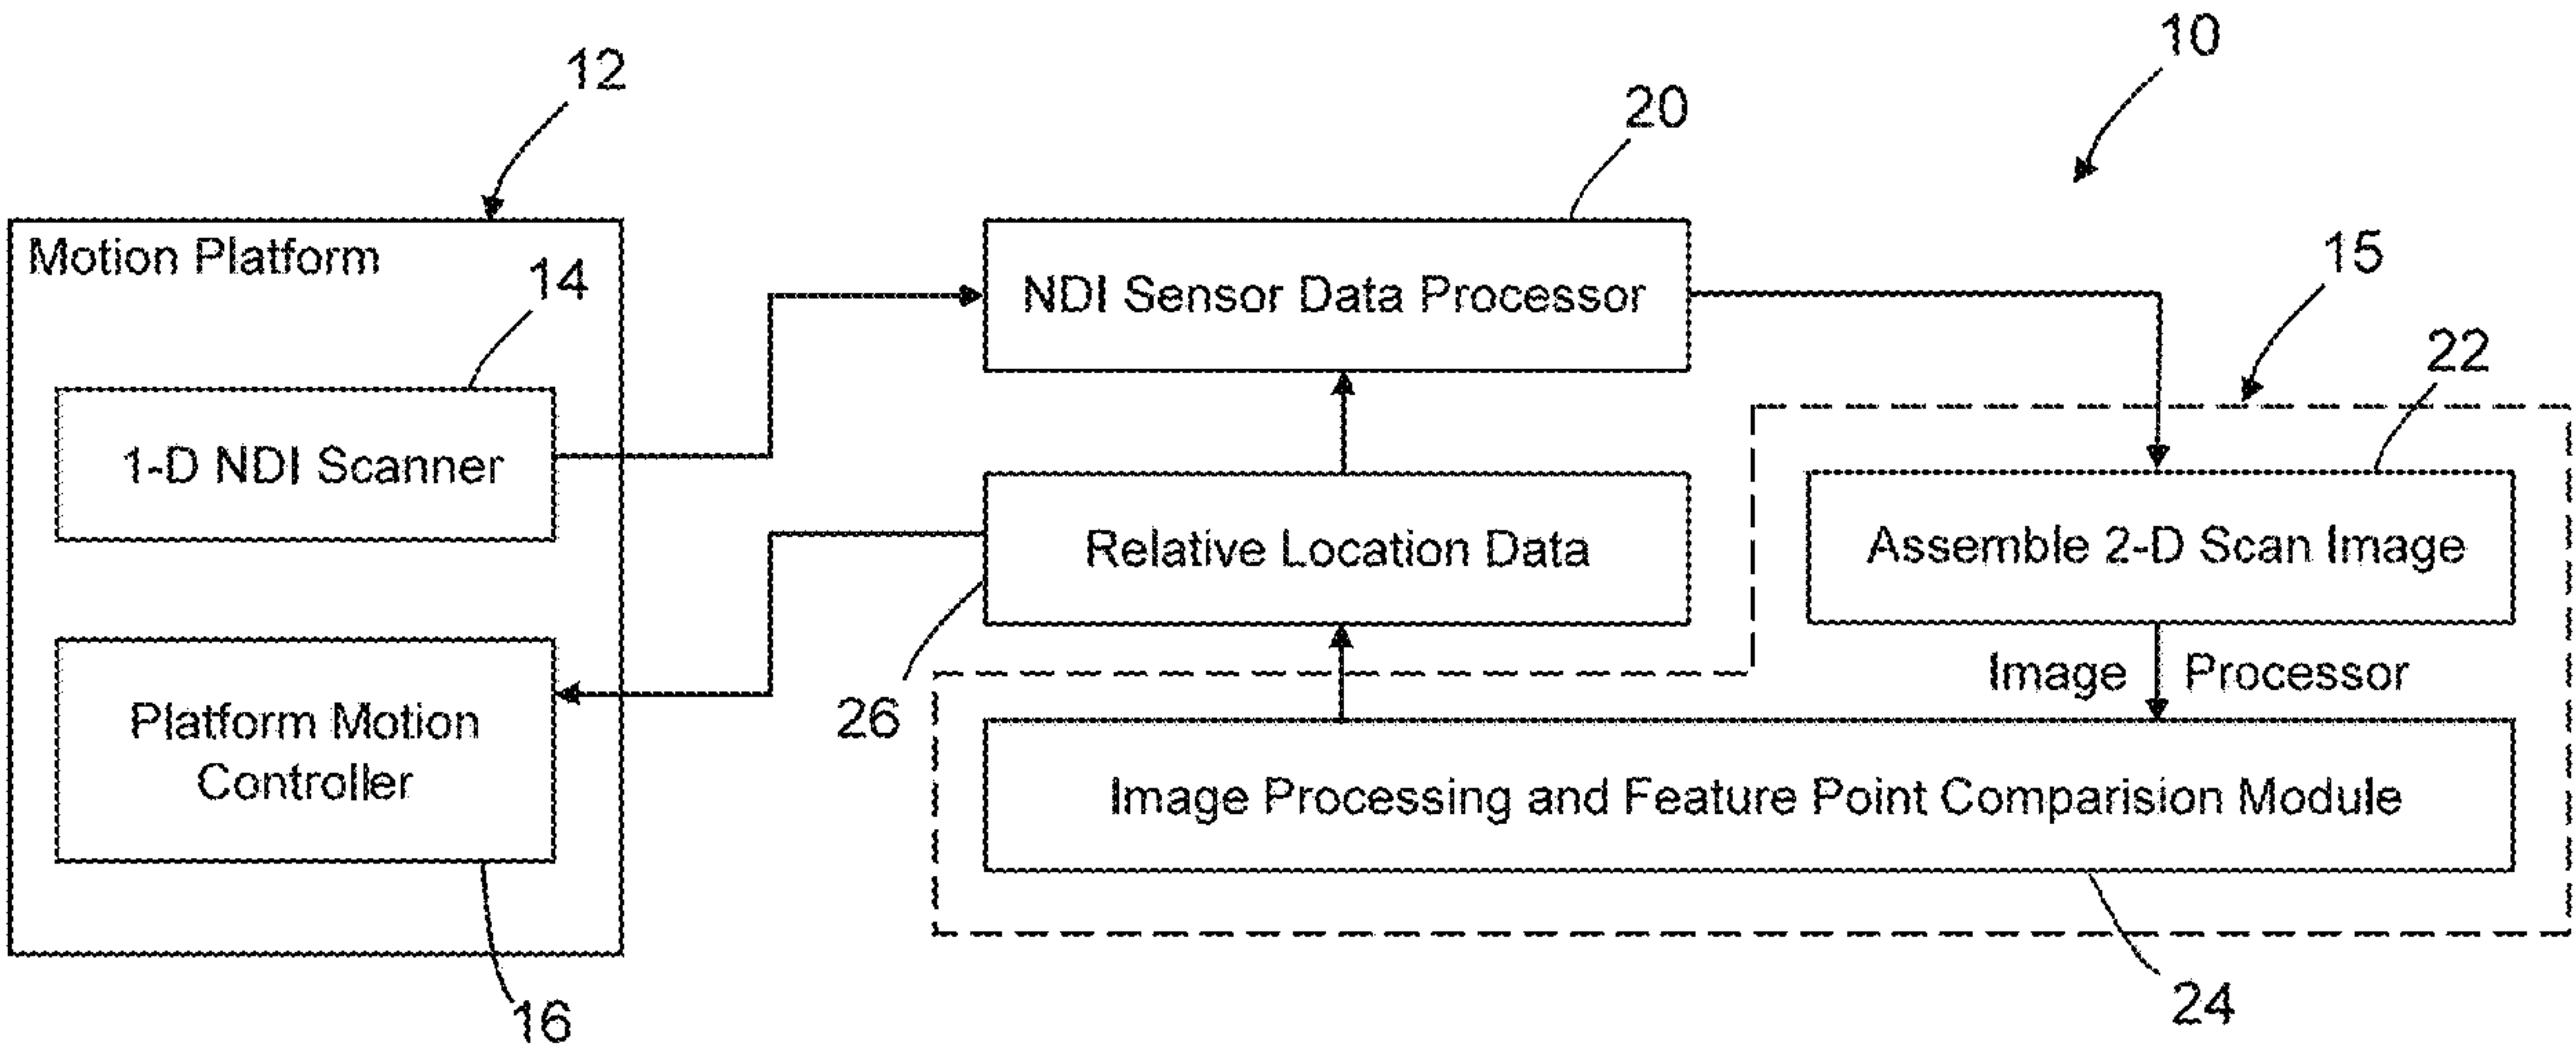 10
12
20
Motion Platform
14
15
NDI Sensor Data Processor
22
1-D NDI Scanner
Relative Location Data
Assemble 2-D Scan Image
Image Processor
26
Platform Motion
Controller
Image Processing and Feature Point Comparision Module
16
24